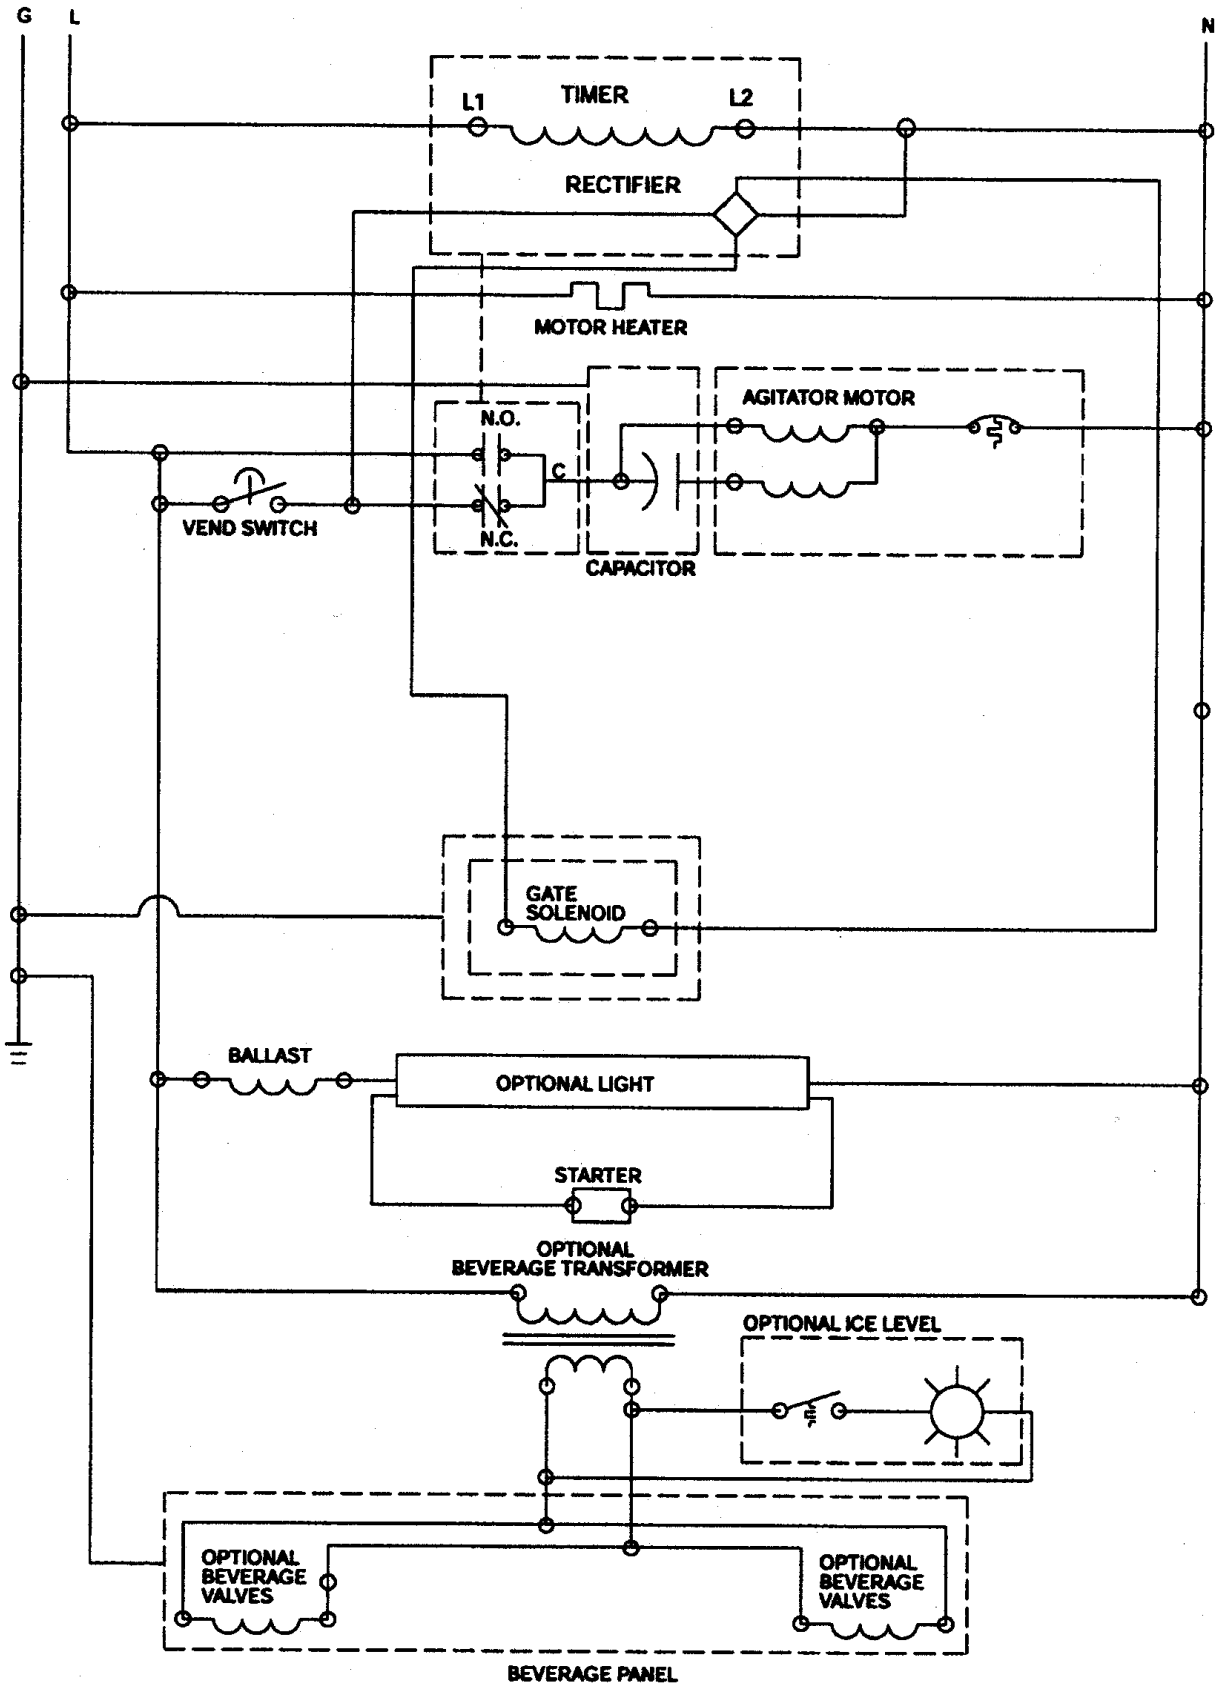 G
L
N
TIMER
L1
L2
RECTIFIER
MOTOR HEATER
AGITATOR MOTOR
N.O.
C
VEND SWITCH
N.C.
CAPACITOR
GATE
SOLENOID
BALLAST
OPTIONAL LIGHT
STARTER
OPTIONAL
BEVERAGE TRANSFORMER
OPTIONAL ICE LEVEL
OPTIONAL
BEVERAGE
VALVES
OPTIONAL
BEVERAGE
VALVES
BEVERAGE PANEL